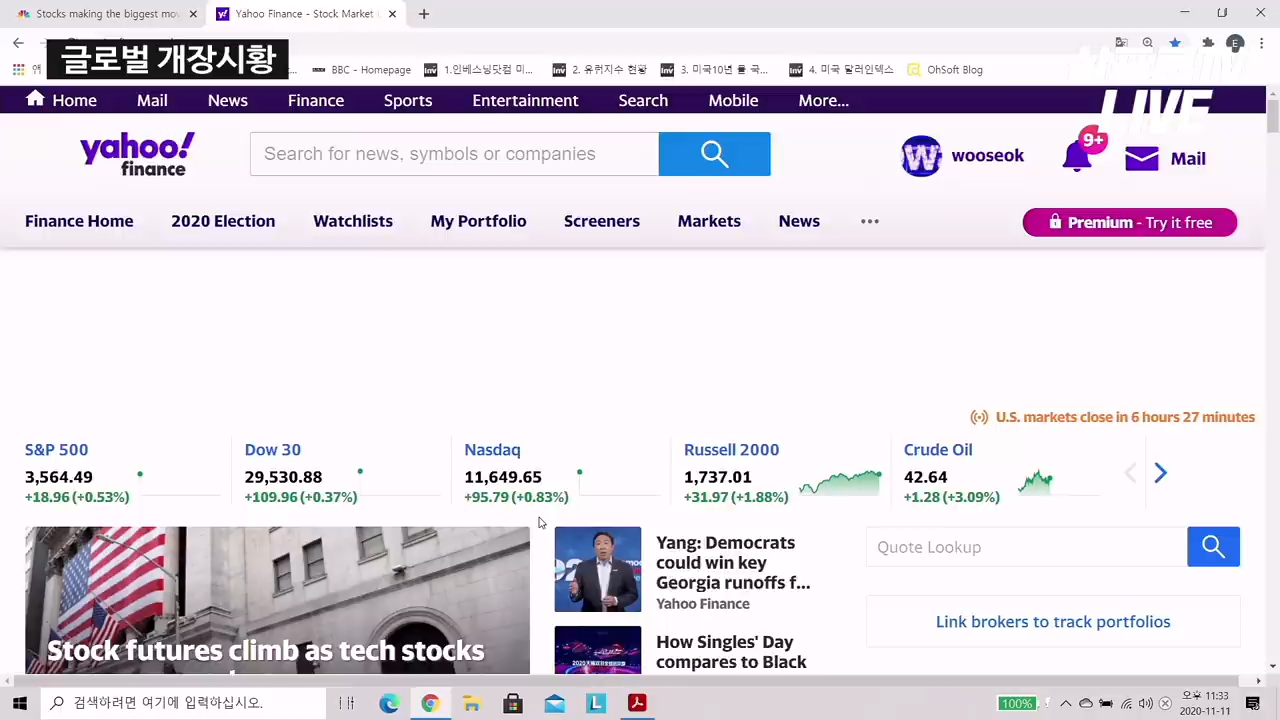 Stocks making the biggest mov
Yahoo Finance - Stock Market L
글로벌 개장시황
BBC - Homepage
1.인베스닝닷컴 미...
2. 유퀴지수 현황
3. 미국10년 물 국...
4. 미국 달러인덱스
OhSoft Blog
LIVE
Home Mail News Finance Sports Entertainment Search Mobile More...
yahoo! finance
Search for news, symbols or companies
wooseok
9+
Mail
Finance Home 2020 Election Watchlists My Portfolio Screeners Markets News
Premium - Try it free
U.S. markets close in 6 hours 27 minutes
S&P 500 Dow 30 Nasdaq Russell 2000 Crude Oil
3,564.49 29,530.88 11,649.65 1,737.01 42.64
+18.96 (+0.53%) +109.96 (+0.37%) +95.79 (+0.83%) +31.97 (+1.88%) +1.28 (+3.09%)
Stock futures climb as tech stocks
Yang: Democrats
could win key
Georgia runoffs f...
Yahoo Finance
How Singles' Day
compares to Black
Quote Lookup
Link brokers to track portfolios
검색하려면 여기에 입력하십시오.
100%
오후 11:33
2020-11-11